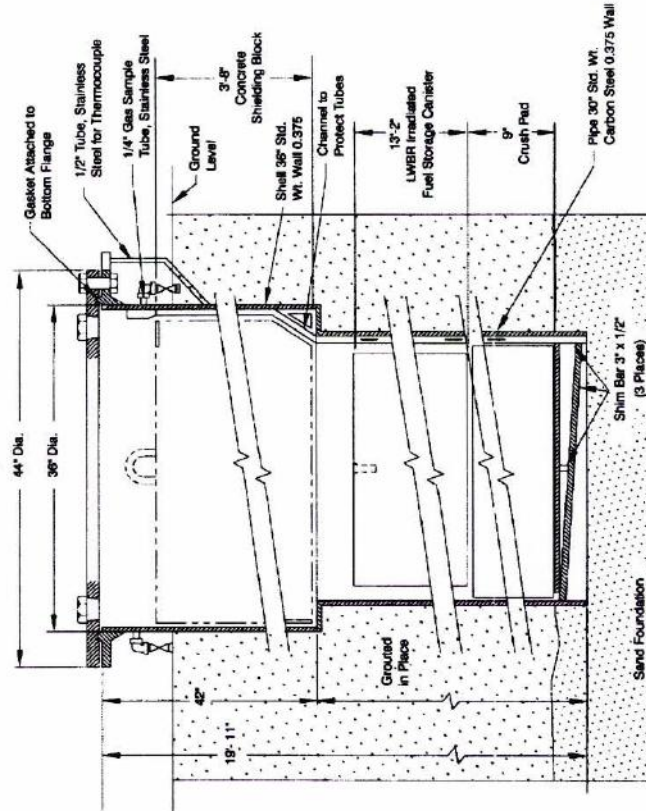 Gasket Attached to
Bottom Flange
1/2" Tube, Stainless
Steel for Thermocouple
1/4" Gas Sample
Tube, Stainless Steel
Ground
Level
3'-8"
Concrete
Shielding Block
Shell 36" Std.
Wt. Wall 0.375
Channel to
Protect Tubes
13'-2"
LWBR Irradiated
Fuel Storage Canister
9"
Crush Pad
Pipe 30" Std. Wt.
Carbon Steel 0.375 Wall
44" Dia.
36" Dia.
42"
19'- 11"
Grouted
in Place
Shim Bar 3" x 1/2"
(3 Places)
Sand Foundation